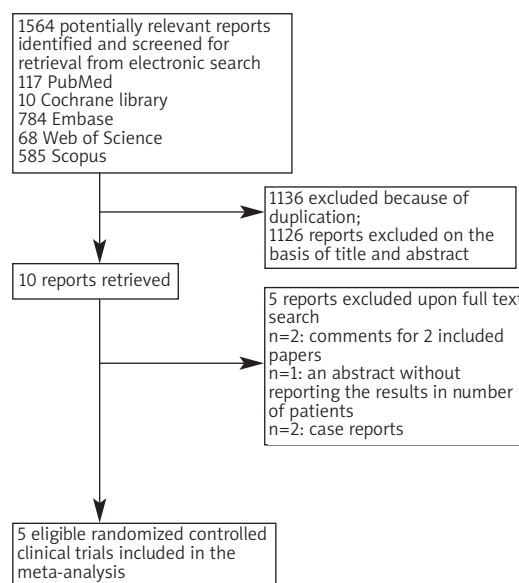 1564 potentially relevant reports
identified and screened for
retrieval from electronic search
117 PubMed
10 Cochrane library
784 Embase
68 Web of Science
585 Scopus
1136 excluded because of
duplication;
1126 reports excluded on the
basis of title and abstract
10 reports retrieved
5 reports excluded upon full text
search
n=2: comments for 2 included
papers
n=1: an abstract without
reporting the results in number
of patients
n=2: case reports
5 eligible randomized controlled
clinical trials included in the
meta-analysis